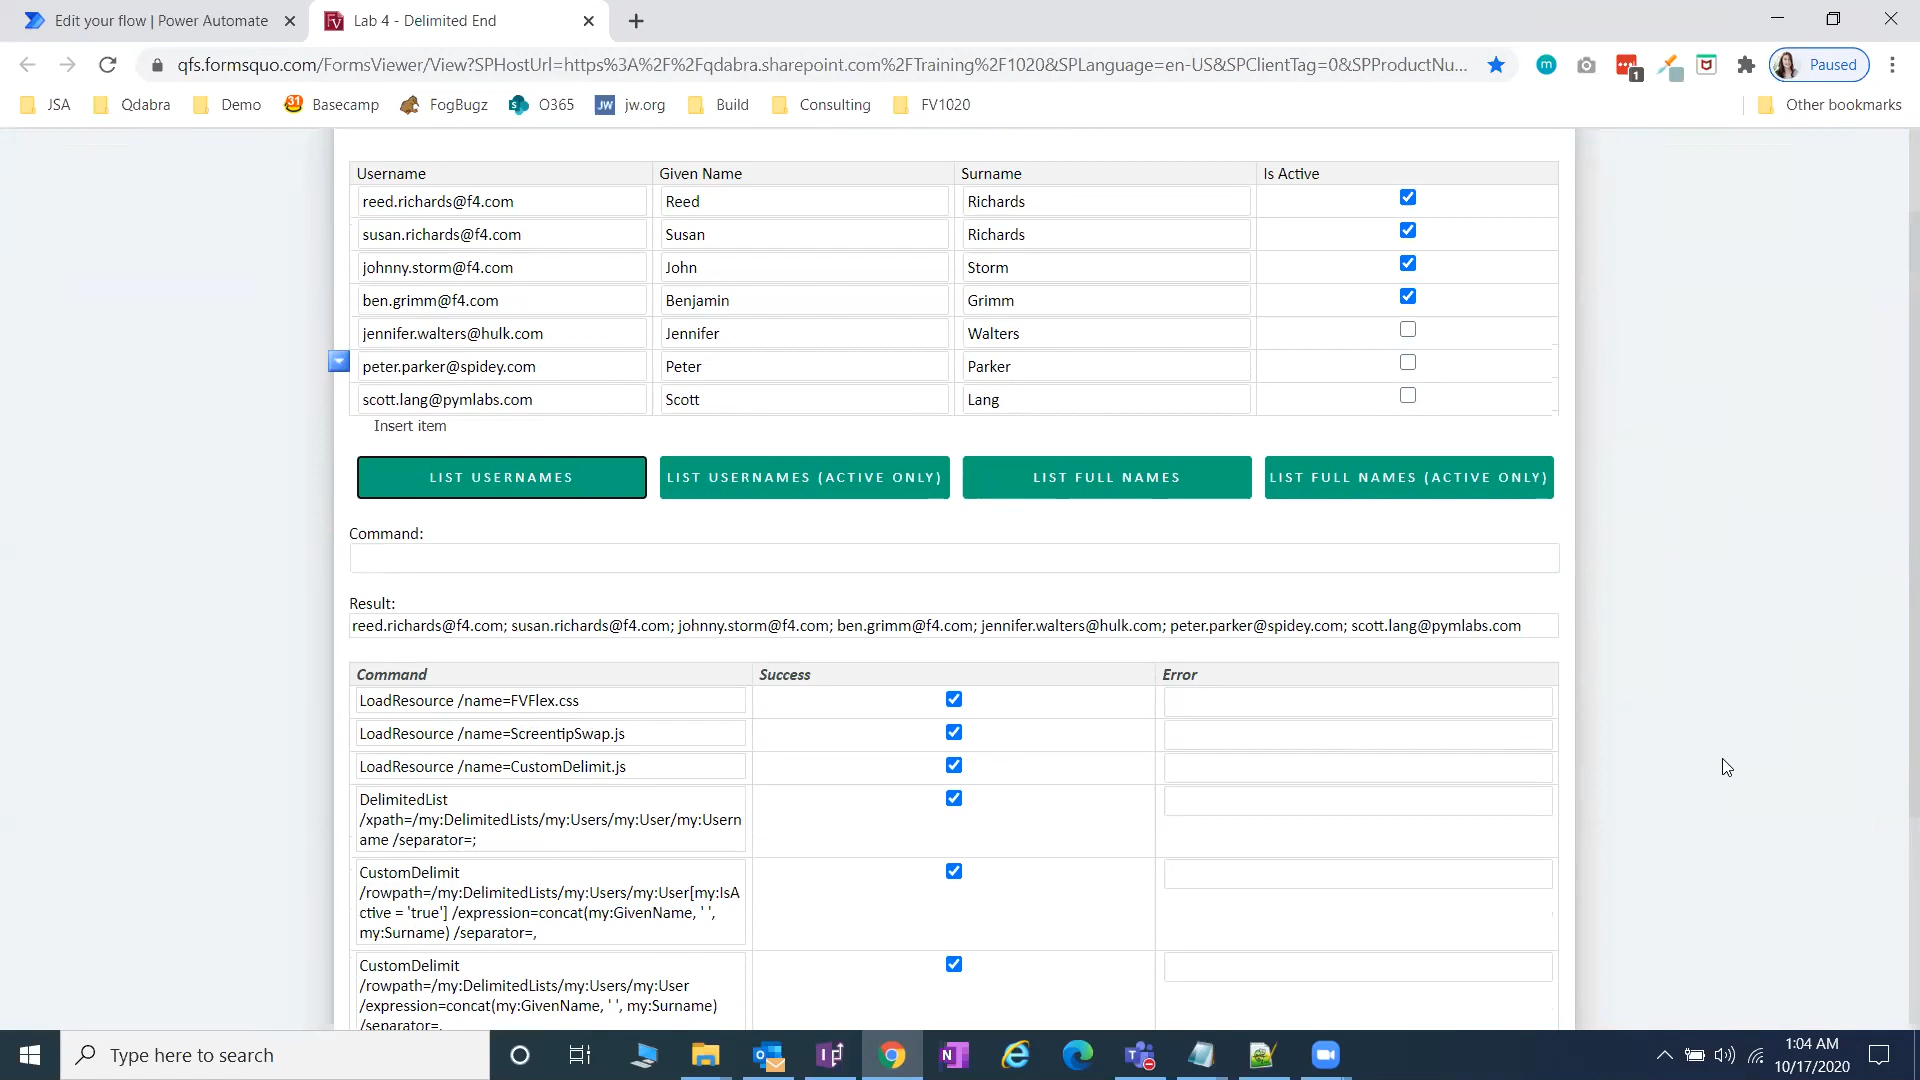 Edit your flow | Power Automate
Lab 4 - Delimited End
qfs.formsquo.com/FormsViewer/View?SPHostUrl=https%3A%2F%2Fqdabra.sharepoint.com%2FTraining%2F1020&SPLanguage=en-US&SPClientTag=0&SPProductNu...
m
1
Paused
JSA
Qdabra
Demo
31
Basecamp
FogBugz
O365
JW
jw.org
Build
Consulting
FV1020
Other bookmarks
Username Given Name Surname Is Active
reed.richards@f4.com Reed Richards
susan.richards@f4.com Susan Richards
johnny.storm@f4.com John Storm
ben.grimm@f4.com Benjamin Grimm
jennifer.walters@hulk.com Jennifer Walters
peter.parker@spidey.com Peter Parker
scott.lang@pymlabs.com Scott Lang
Insert item
LIST USERNAMES
LIST USERNAMES (ACTIVE ONLY)
LIST FULL NAMES
LIST FULL NAMES (ACTIVE ONLY)
Command:
Result:
reed.richards@f4.com; susan.richards@f4.com; johnny.storm@f4.com; ben.grimm@f4.com; jennifer.walters@hulk.com; peter.parker@spidey.com; scott.lang@pymlabs.com
Command Success Error
LoadResource /name=FVFlex.css
LoadResource /name=ScreentipSwap.js
LoadResource /name=CustomDelimit.js
DelimitedList
/xpath=/my:DelimitedLists/my:Users/my:User/my:Usern
ame /separator=;
CustomDelimit
/rowpath=/my:DelimitedLists/my:Users/my:User[my:IsA
ctive = 'true'] /expression=concat(my:GivenName, ' ',
my:Surname) /separator=,
CustomDelimit
/rowpath=/my:DelimitedLists/my:Users/my:User
/expression=concat(my:GivenName, ' ', my:Surname)
/separator=,
Type here to search
1:04 AM
10/17/2020